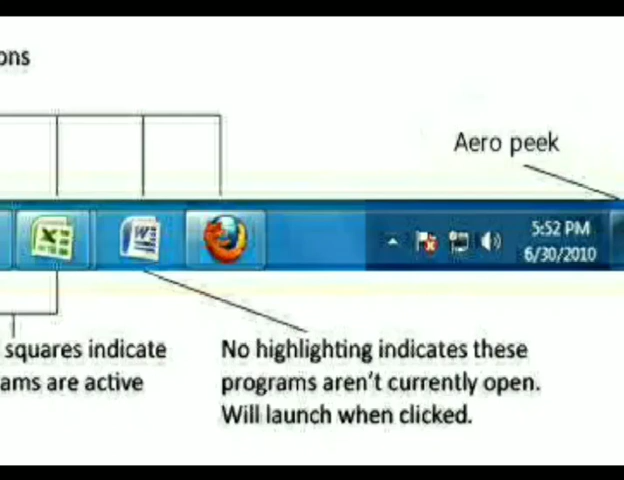 ons
Aero peek
5:52 PM
6/30/2010
squares indicate
ams are active
No highlighting indicates these
programs aren't currently open.
Will launch when clicked.